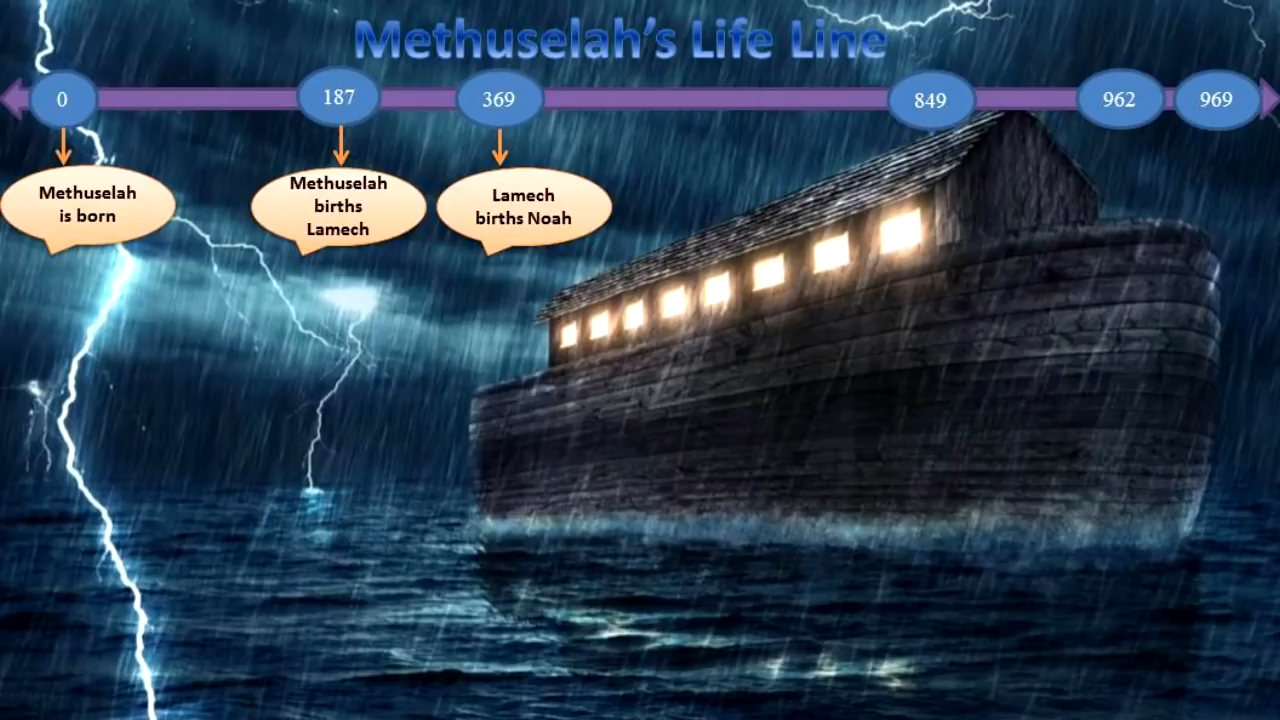 Methuselah's Life Line
0
187
369
849
962
969
Methuselah
is born
Methuselah
births
Lamech
Lamech
births Noah